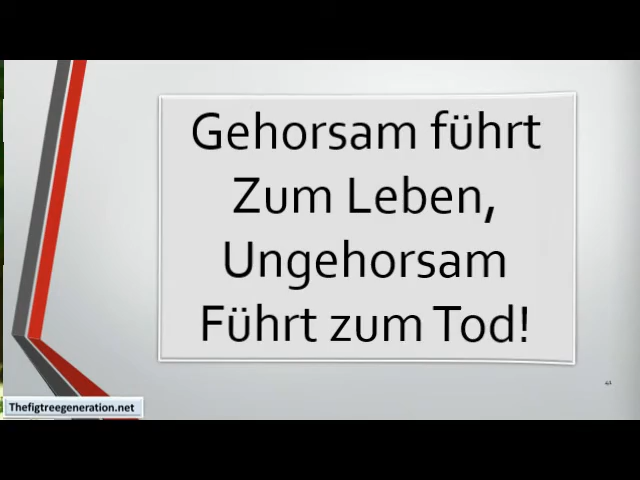 Gehorsam führt
Zum Leben,
Ungehorsam
Führt zum Tod!
Thefigtreegeneration.net